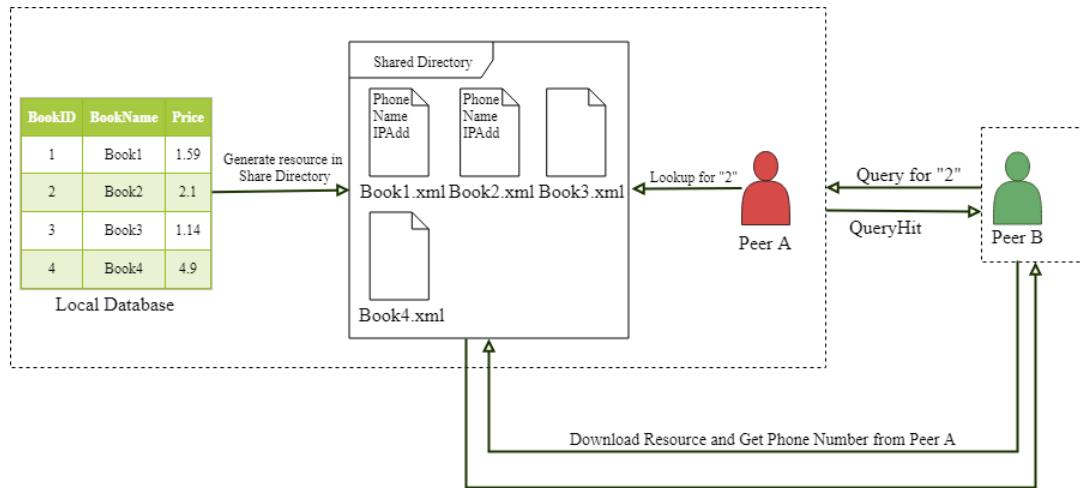 Shared Directory
Phone
Name
IPAdd
Phone
Name
IPAdd
Book1.xml Book2.xml Book3.xml
Book4.xml
BookID BookName Price
1 Book1 1.59
2 Book2 2.1
3 Book3 1.14
4 Book4 4.9
Local Database
Generate resource in
Share Directory
Lookup for "2"
Peer A
Query for "2"
QueryHit
Peer B
Download Resource and Get Phone Number from Peer A